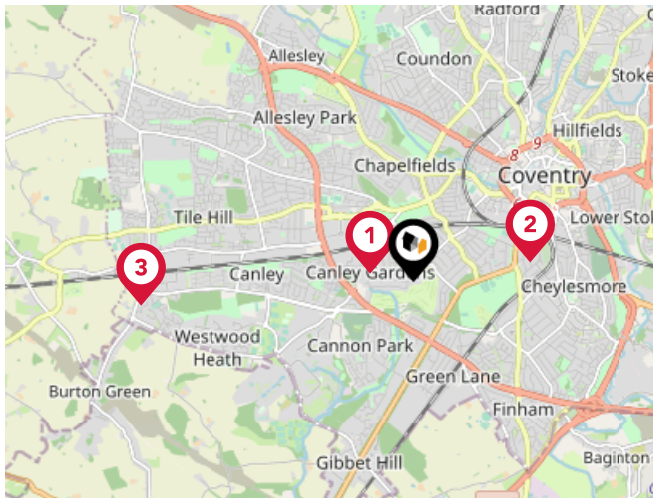 Radford
Allesley
Coundon
Stoke
Allesley Park
Hillfields
9
8
Chapelfields
Coventry
Tile Hill
1
2
Lower Stok
3
Canley
Canley Gardens
Cheylesmore
Westwood
Heath
Cannon Park
Green Lane
Burton Green
Finham
Gibbet Hill
Baginton